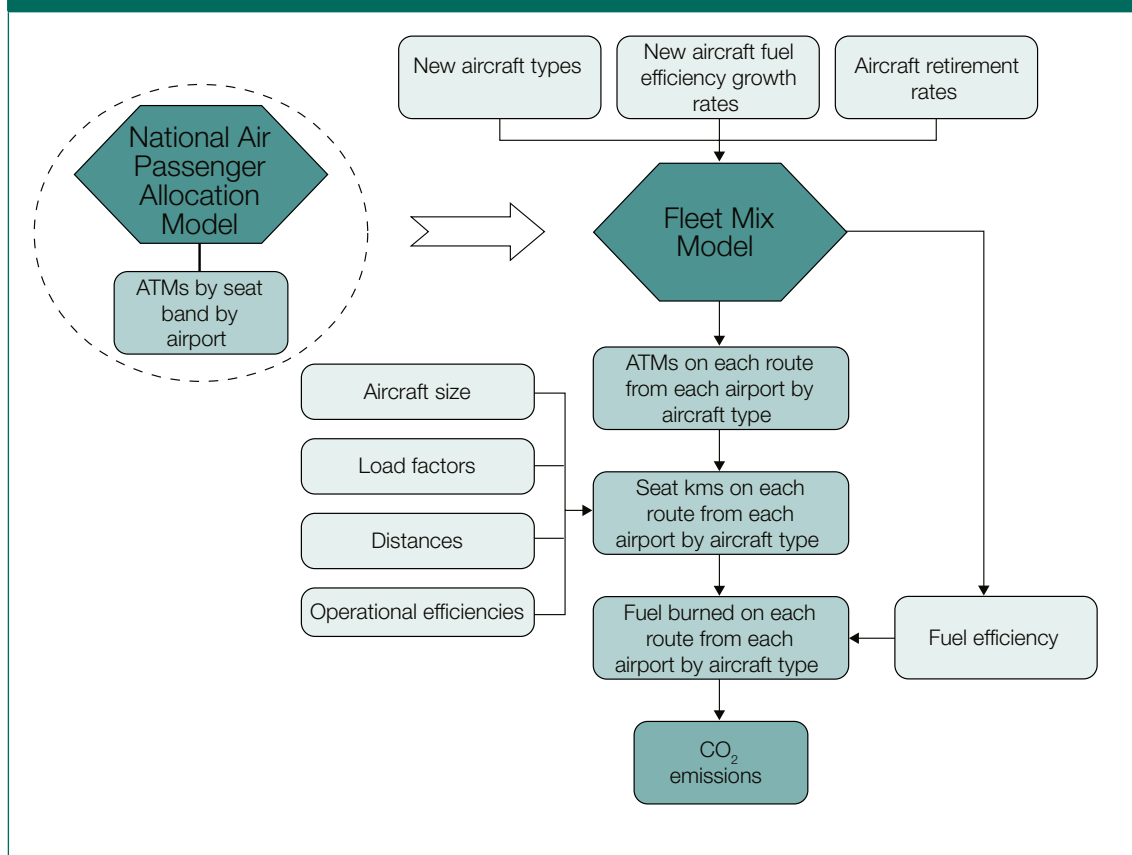 New aircraft types
New aircraft fuel
efficiency growth
rates
Aircraft retirement
rates
National Air
Passenger
Allocation
Model
ATMs by seat
band by
airport
Fleet Mix
Model
ATMs on each route
from each airport by
aircraft type
Aircraft size
Load factors
Distances
Operational efficiencies
Seat kms on each
route from each
airport by aircraft type
Fuel burned on each
route from each
airport by aircraft type
Fuel efficiency
CO₂
emissions